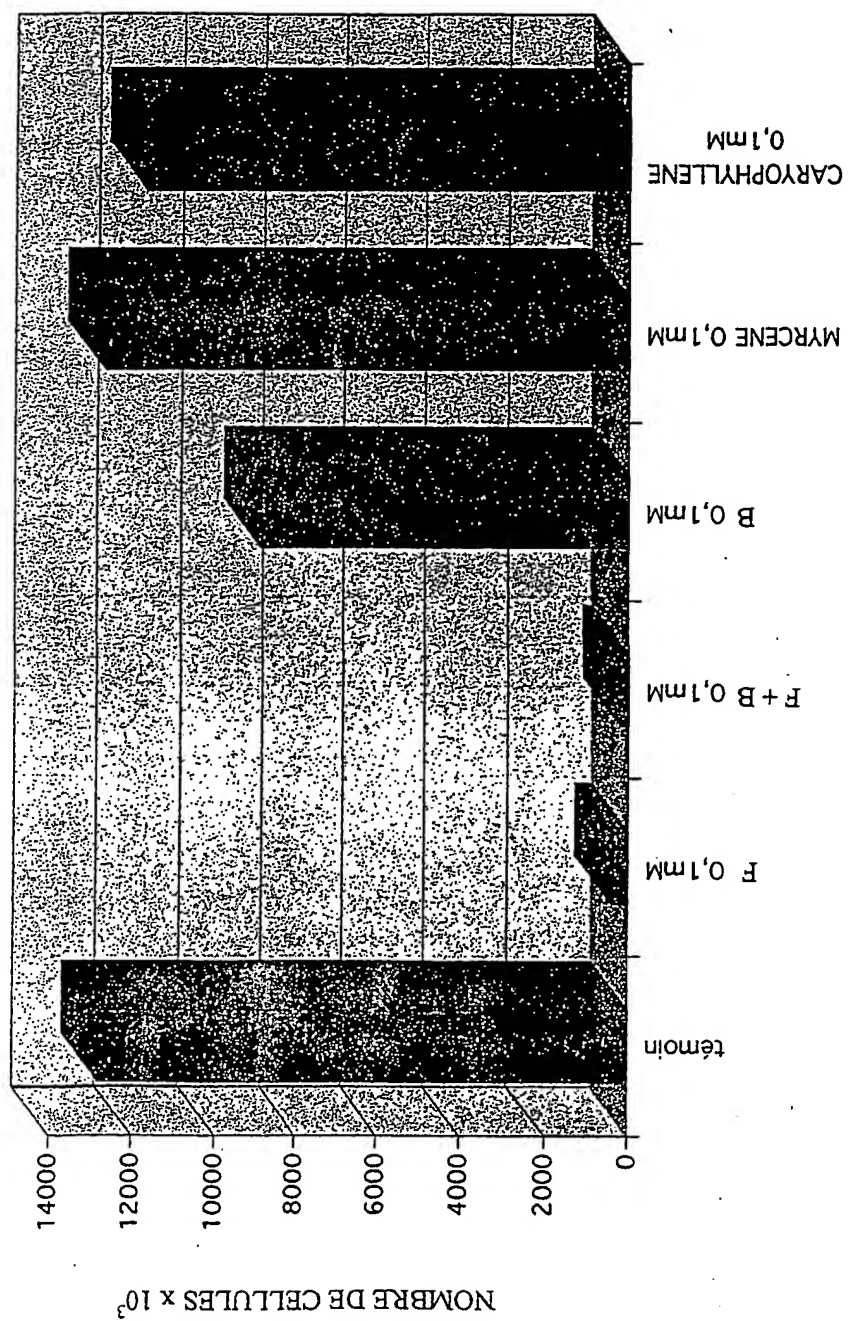 NOMBRE DE CELLULES x 10³
14000
12000
10000
8000
6000
4000
2000
0
témoin
F 0,1mM
F + B 0,1mM
B 0,1mM
MYRCENE 0,1mM
CARYOPHYLLENE
0,1mM